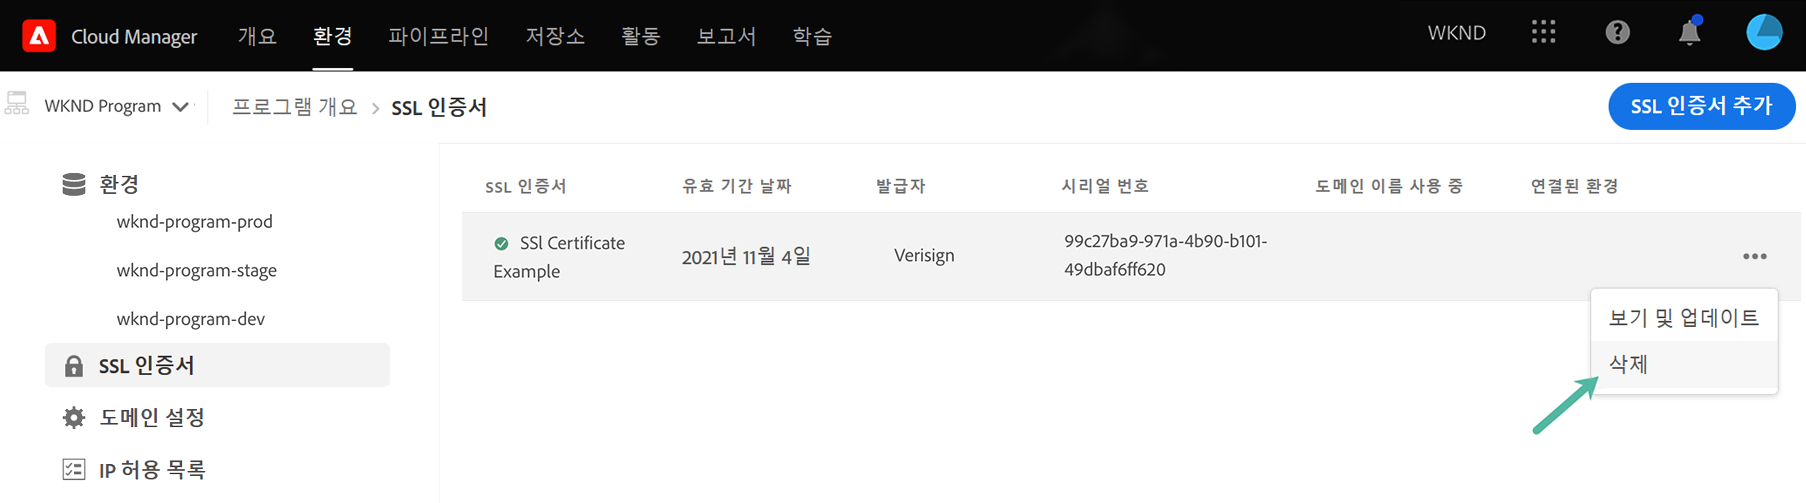 Cloud Manager 개요 환경 파이프라인 저장소 활동 보고서 학습 WKND
WKND Program 프로그램 개요 > SSL 인증서 SSL 인증서 추가
환경
wknd-program-prod
wknd-program-stage
wknd-program-dev
SSL 인증서
도메인 설정
IP 허용 목록
SSL 인증서 유효 기간 날짜 발급자 시리얼 번호 도메인 이름 사용 중 연결된 환경
SSl Certificate
Example
2021년 11월 4일
Verisign
99c27ba9-971a-4b90-b101-
49dbaf6ff620
보기 및 업데이트
삭제